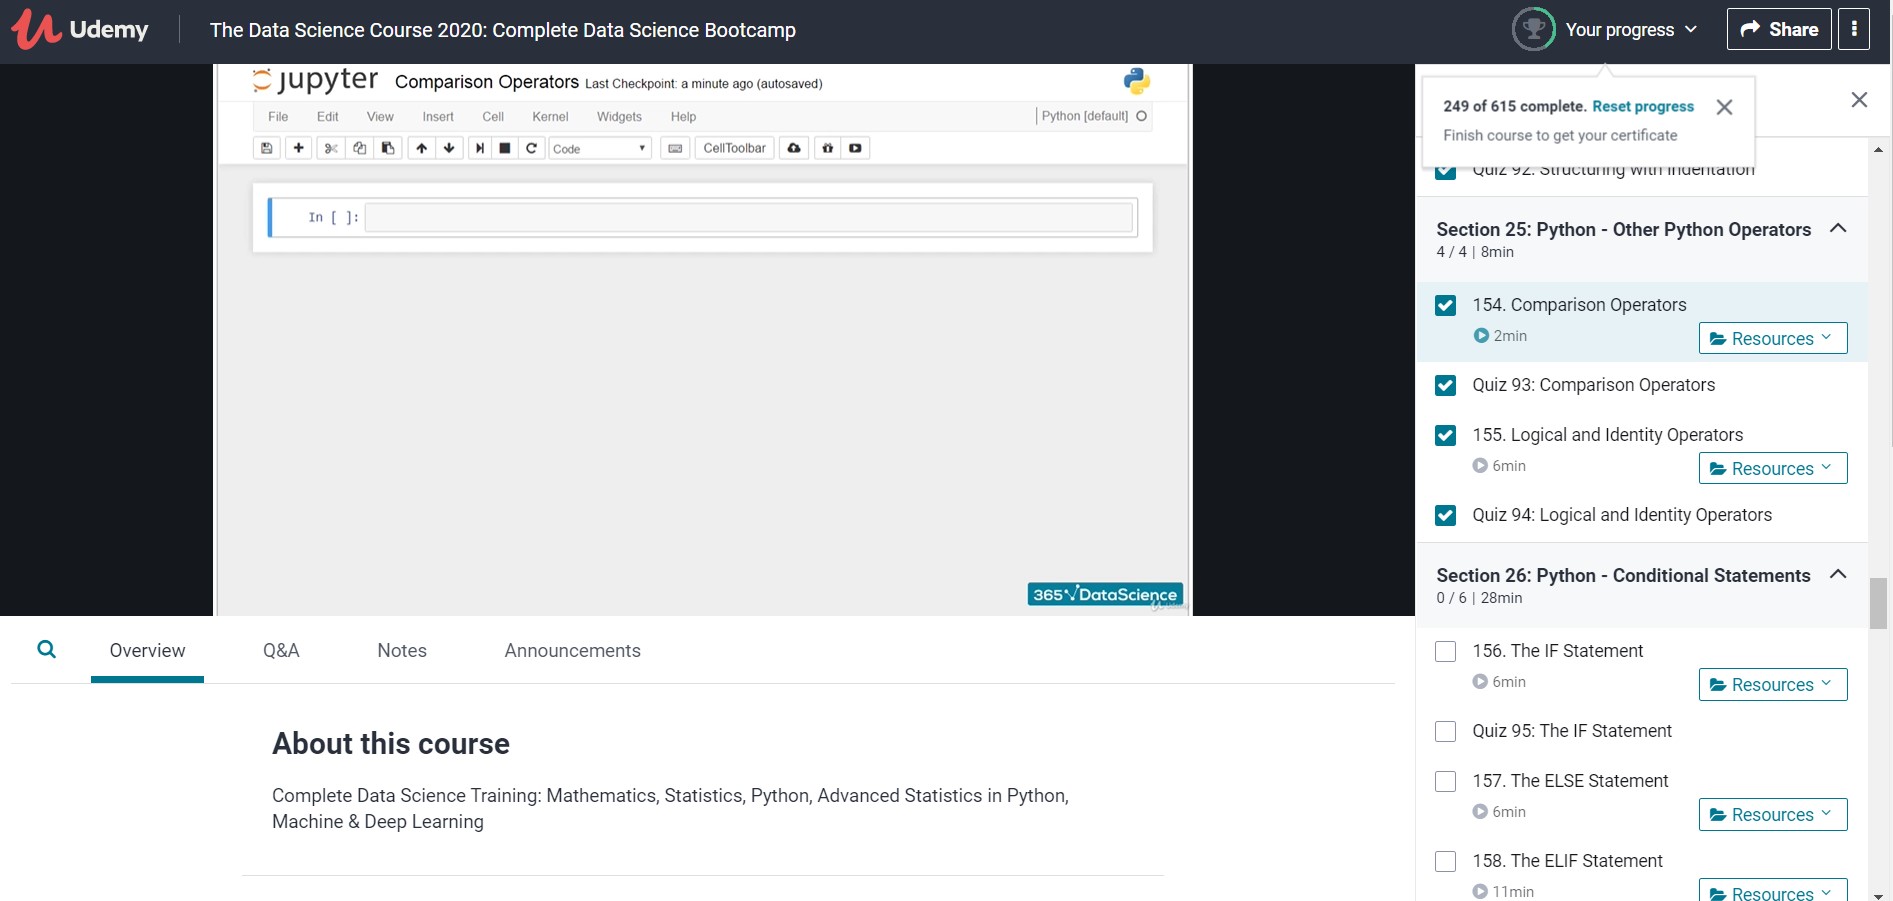 Udemy
The Data Science Course 2020: Complete Data Science Bootcamp
Your progress
Share
jupyter Comparison Operators Last Checkpoint: a minute ago (autosaved)
File Edit View Insert Cell Kernel Widgets Help
Python [default]
Code
CellToolbar
In [ ]:
365 DataScience
249 of 615 complete. Reset progress
Finish course to get your certificate
Quiz 92: Structuring with Indentation
Section 25: Python - Other Python Operators
4 / 4 | 8min
154. Comparison Operators
2min
Resources
Quiz 93: Comparison Operators
155. Logical and Identity Operators
6min
Resources
Quiz 94: Logical and Identity Operators
Section 26: Python - Conditional Statements
0 / 6 | 28min
156. The IF Statement
6min
Resources
Quiz 95: The IF Statement
157. The ELSE Statement
6min
Resources
158. The ELIF Statement
11min
Resources
Overview Q&A Notes Announcements
About this course
Complete Data Science Training: Mathematics, Statistics, Python, Advanced Statistics in Python,
Machine & Deep Learning